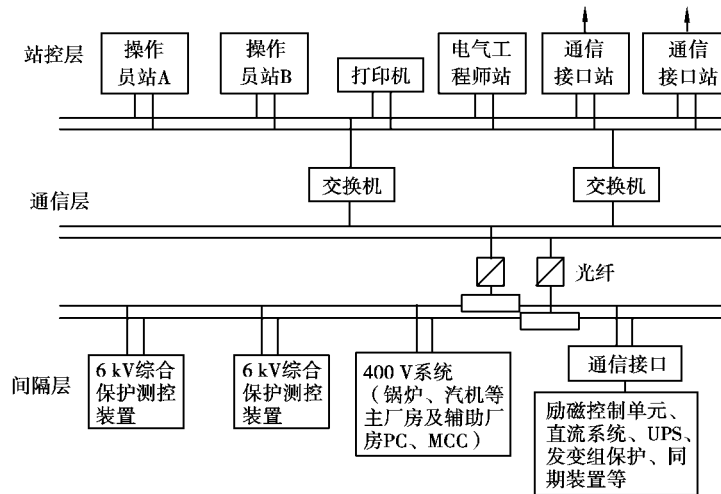 站控层
操作
员站A
操作
员站B
打印机
电气工
程师站
通信
接口站
通信
接口站
通信层
交换机
交换机
光纤
间隔层
6 kV综合
保护测控
装置
6 kV综合
保护测控
装置
400 V系统
（锅炉、汽机等
主厂房及辅助厂
房PC、MCC）
通信接口
励磁控制单元、
直流系统、UPS、
发变组保护、同
期装置等